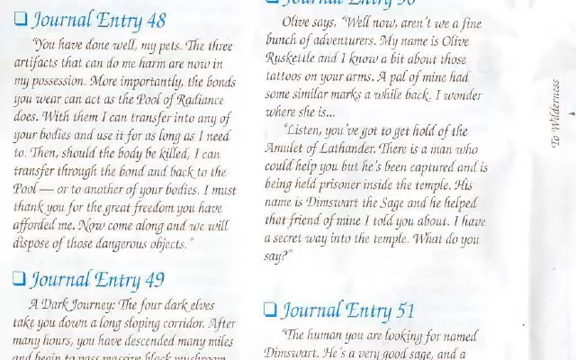 ❑ Journal Entry 48
"You have done well, my pets. The three
artifacts that can do me harm are now in
my possession. More importantly, the bonds
you wear can act as the Pool of Radiance
does. With them I can transfer into any of
your bodies and use it for as long as I need
to. Then, should the body be killed, I can
transfer through the bond and back to the
Pool — or to another of your bodies. I must
thank you for the great freedom you have
afforded me. Now come along and we will
dispose of those dangerous objects."
❑ Journal Entry 49
A Dark Journey: The four dark elves
take you down a long sloping corridor. After
many hours, you have descended many miles
and begin to pass massive black mushroom
Journal Entry 50
Olive says, "Well now, aren't we a fine
bunch of adventurers. My name is Olive
Ruskettle and I know a bit about those
tattoos on your arms. A pal of mine had
some similar marks a while back. I wonder
where she is...
"Listen, you've got to get hold of the
Amulet of Lathander. There is a man who
could help you but he's been captured and is
being held prisoner inside the temple. His
name is Dimswart the Sage and he helped
that friend of mine I told you about. I have
a secret way into the temple. What do you
say?"
❑ Journal Entry 51
"The human you are looking for named
Dimswart. He's a very good sage, and a
To Wilderness